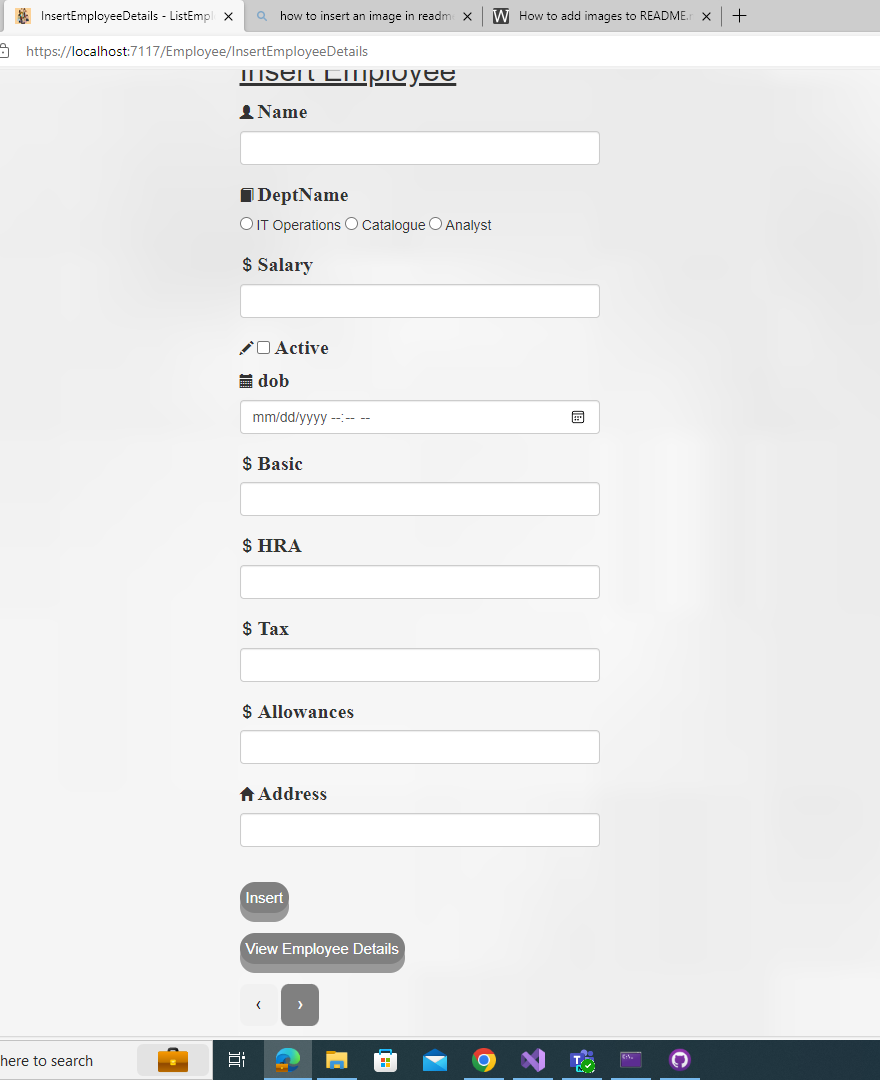 InsertEmployeeDetails - ListEmpl
how to insert an image in readme
How to add images to README.
https://localhost:7117/Employee/InsertEmployeeDetails
Insert Employee
Name
DeptName
IT Operations Catalogue Analyst
$ Salary
Active
dob
mm/dd/yyyy --:-- --
$ Basic
$ HRA
$ Tax
$ Allowances
Address
Insert
View Employee Details
‹ ›
here to search